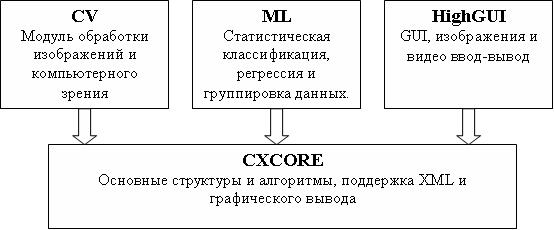 CV
Модуль обработки
изображений и
компьютерного
зрения
ML
Статистическая
классификация,
регрессия и
группировка данных.
HighGUI
GUI, изображения и
видео ввод-вывод
CXCORE
Основные структуры и алгоритмы, поддержка XML и
графического вывода